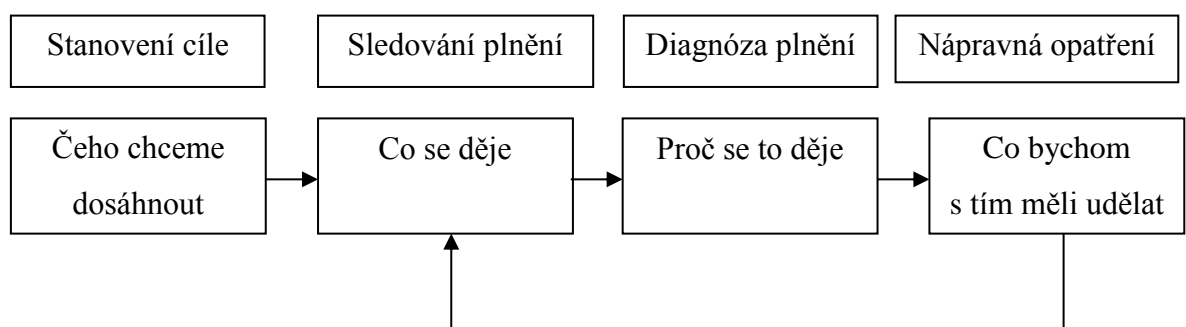 Stanovení cíle
Sledování plnění
Diagnóza plnění
Nápravná opatření
Čeho chceme
dosáhnout
Co se děje
Proč se to děje
Co bychom
s tím měli udělat